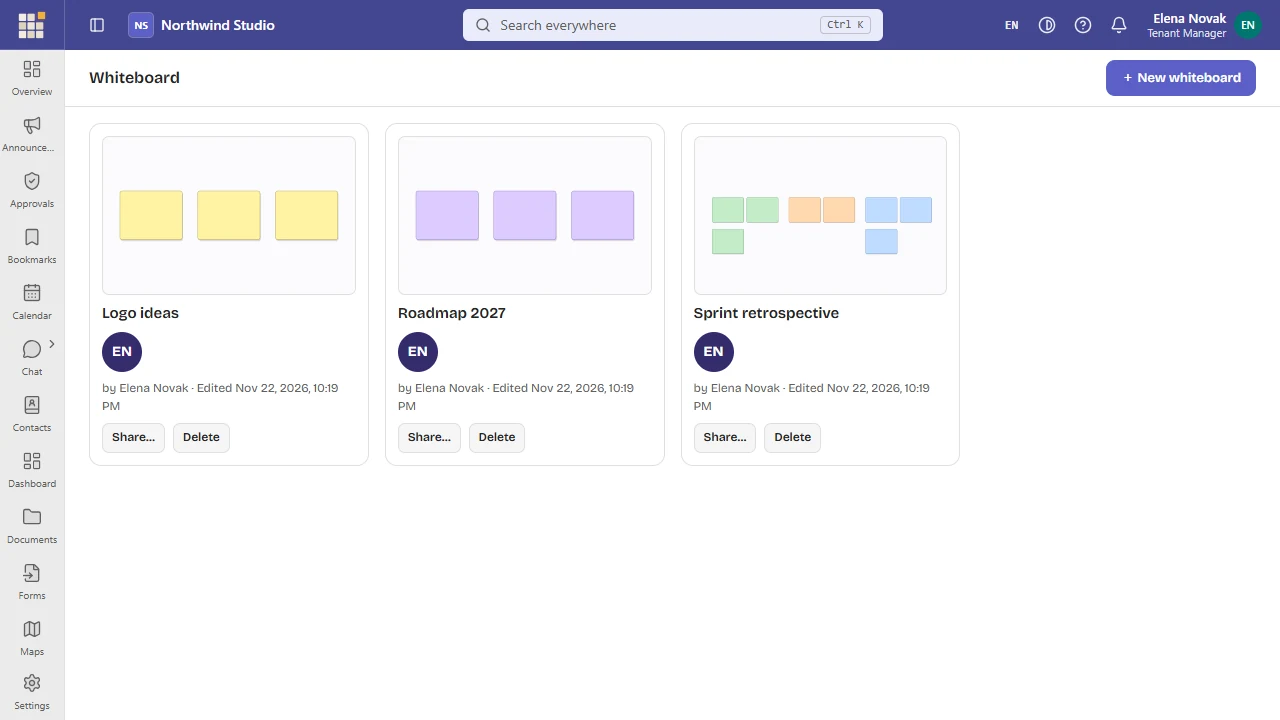 NS
Northwind Studio
Search everywhere
Ctrl K
EN
Elena Novak
Tenant Manager
EN
Overview
Announce...
Approvals
Bookmarks
Calendar
Chat
Contacts
Dashboard
Documents
Forms
Maps
Settings
Whiteboard
+ New whiteboard
Logo ideas
EN
by Elena Novak · Edited Nov 22, 2026, 10:19
PM
Share...
Delete
Roadmap 2027
EN
by Elena Novak · Edited Nov 22, 2026, 10:19
PM
Share...
Delete
Sprint retrospective
EN
by Elena Novak · Edited Nov 22, 2026, 10:19
PM
Share...
Delete